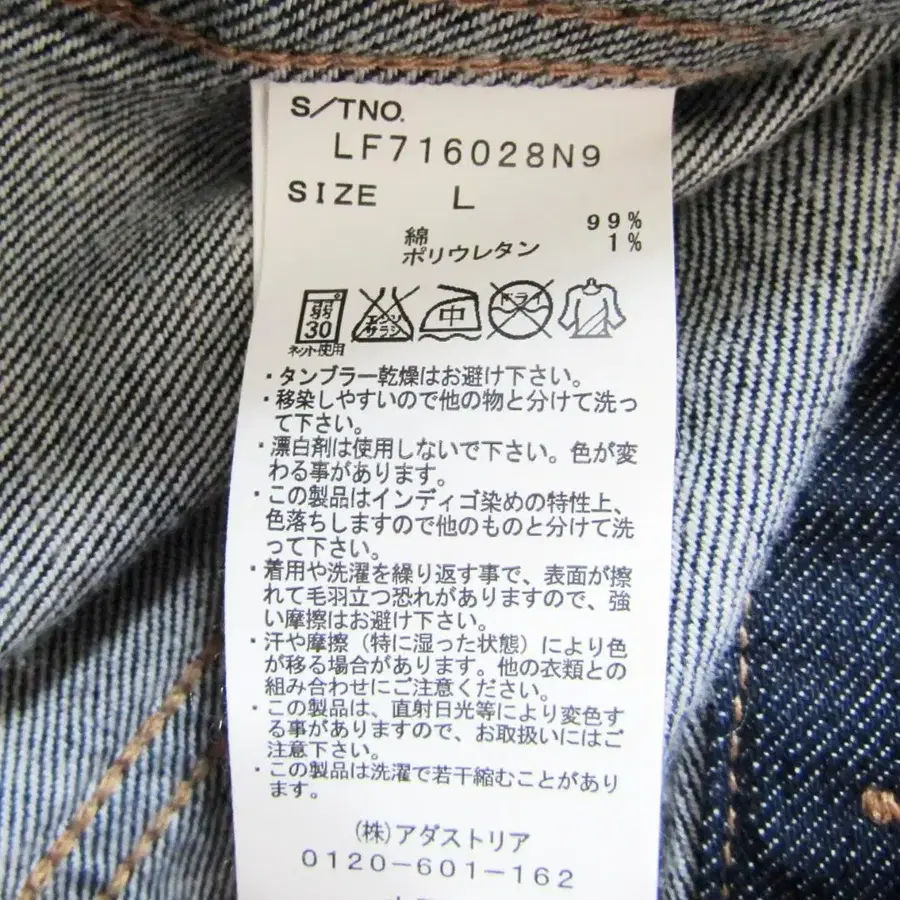 S/TNO.
LF716028N9
SIZE L
綿 99%
ポリウレタン 1%
弱
30
ネット使用
エンソ
サラシ
中
ドライ
・タンブラー乾燥はお避け下さい。
・移染しやすいので他の物と分けて洗っ
て下さい。
・漂白剤は使用しないで下さい。色が変
わる事があります。
・この製品はインディゴ染めの特性上、
色落ちしますので他のものと分けて洗
って下さい。
・着用や洗濯を繰り返す事で、表面が擦
れて毛羽立つ恐れがありますので、強
い摩擦はお避け下さい。
・汗や摩擦（特に湿った状態）により色
が移る場合があります。他の衣類との
組み合わせにご注意ください。
・この製品は、直射日光等により変色す
る事がありますので、お取扱いにはご
注意下さい。
・この製品は洗濯で若干縮むことがあり
ます。
(株)アダストリア
0120-601-162